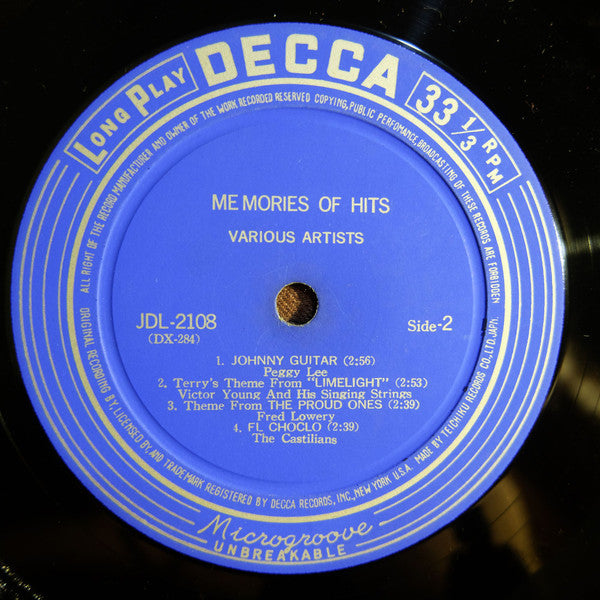 LONG PLAY DECCA 33 1/3 RPM
ALL RIGHT OF THE RECORD MANUFACTURER AND OWNER OF THE WORK RECORDED RESERVED COPYING, PUBLIC PERFOMANCE, BROADCASTING OF THESE RECORDS ARE FORBIDDEN
MEMORIES OF HITS
VARIOUS ARTISTS
JDL-2108
(DX-284)
Side-2
1. JOHNNY GUITAR (2:56)
Peggy Lee
2. Terry's Theme From "LIMELIGHT" (2:53)
Victor Young And His Singing Strings
3. Theme From THE PROUD ONES (2:39)
Fred Lowery
4. FL CHOCLO (2:39)
The Castilians
ORIGINAL RECORDING BY, LICENSED BY, AND TRADEMARK REGISTERED BY DECCA RECORDS, INC., NEW YORK U.S.A. MADE BY TEICHIKU RECORDS CO., LTD. JAPN.
Microgroove
UNBREAKABLE